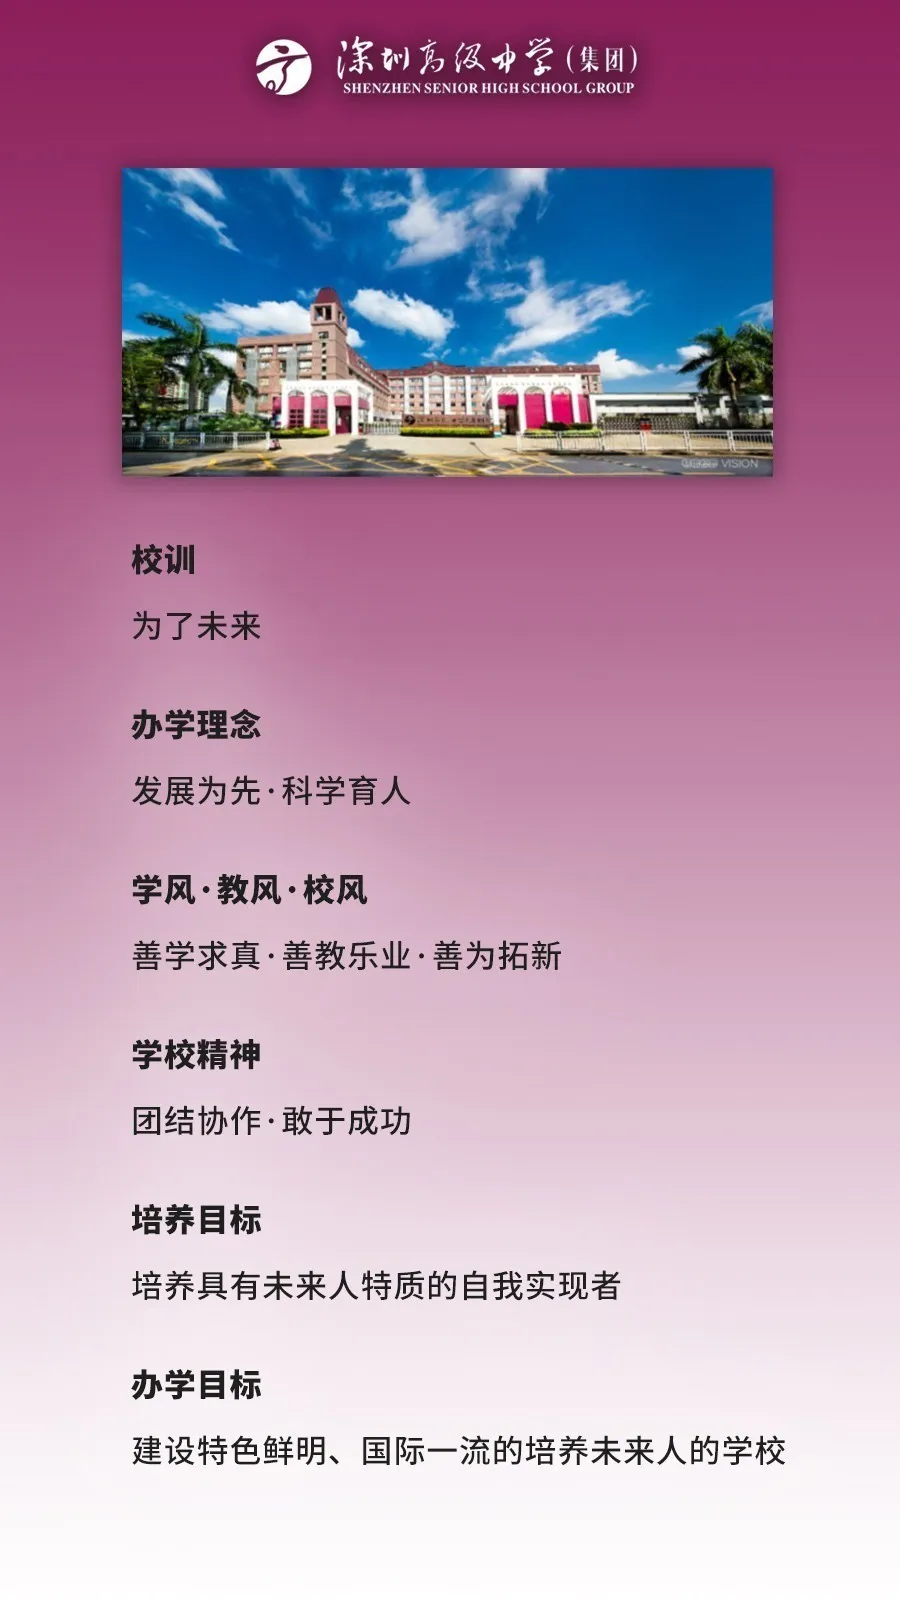 深圳高级中学（集团）
SHENZHEN SENIOR HIGH SCHOOL GROUP
VISION
校训
为了未来
办学理念
发展为先·科学育人
学风·教风·校风
善学求真·善教乐业·善为拓新
学校精神
团结协作·敢于成功
培养目标
培养具有未来人特质的自我实现者
办学目标
建设特色鲜明、国际一流的培养未来人的学校